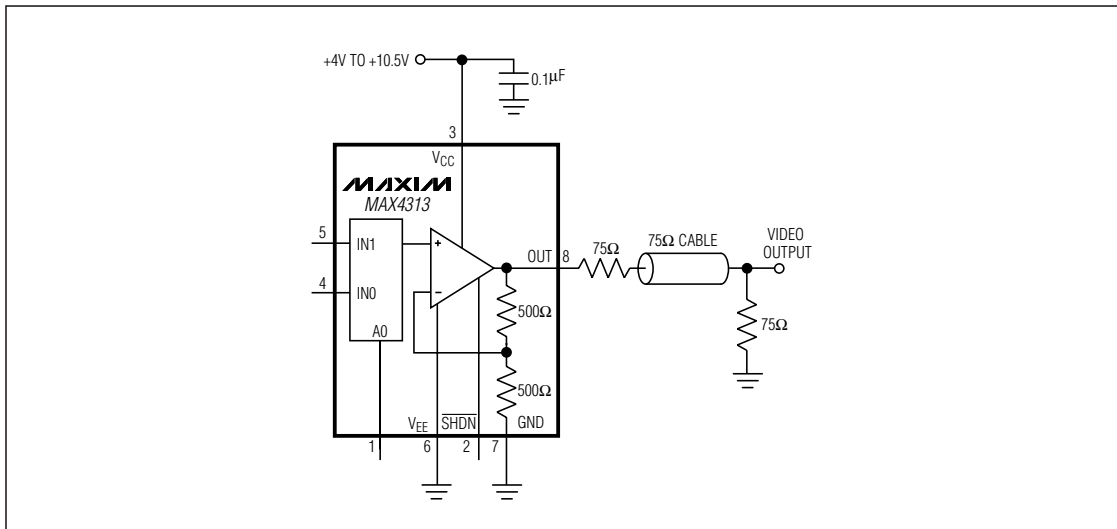 +4V TO +10.5V
0.1µF
3
VCC
MAXIM
MAX4313
5
IN1
4
IN0
A0
+
−
OUT
8
75Ω
75Ω CABLE
VIDEO
OUTPUT
500Ω
75Ω
500Ω
VEE
SHDN
GND
1
6
2
7